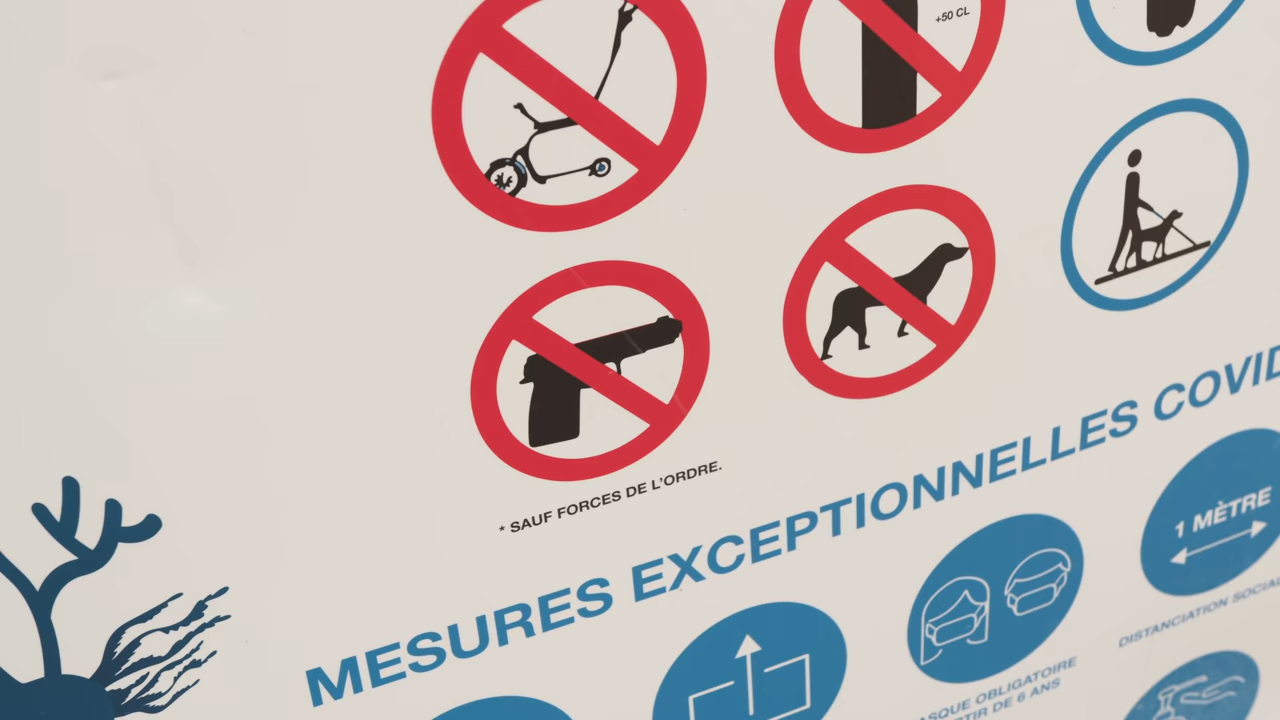 +50 CL
* SAUF FORCES DE L'ORDRE.
MESURES EXCEPTIONNELLES COVID
1 MÈTRE
DISTANCIATION SOCIAL
ASQUE OBLIGATOIRE
RTIR DE 6 ANS